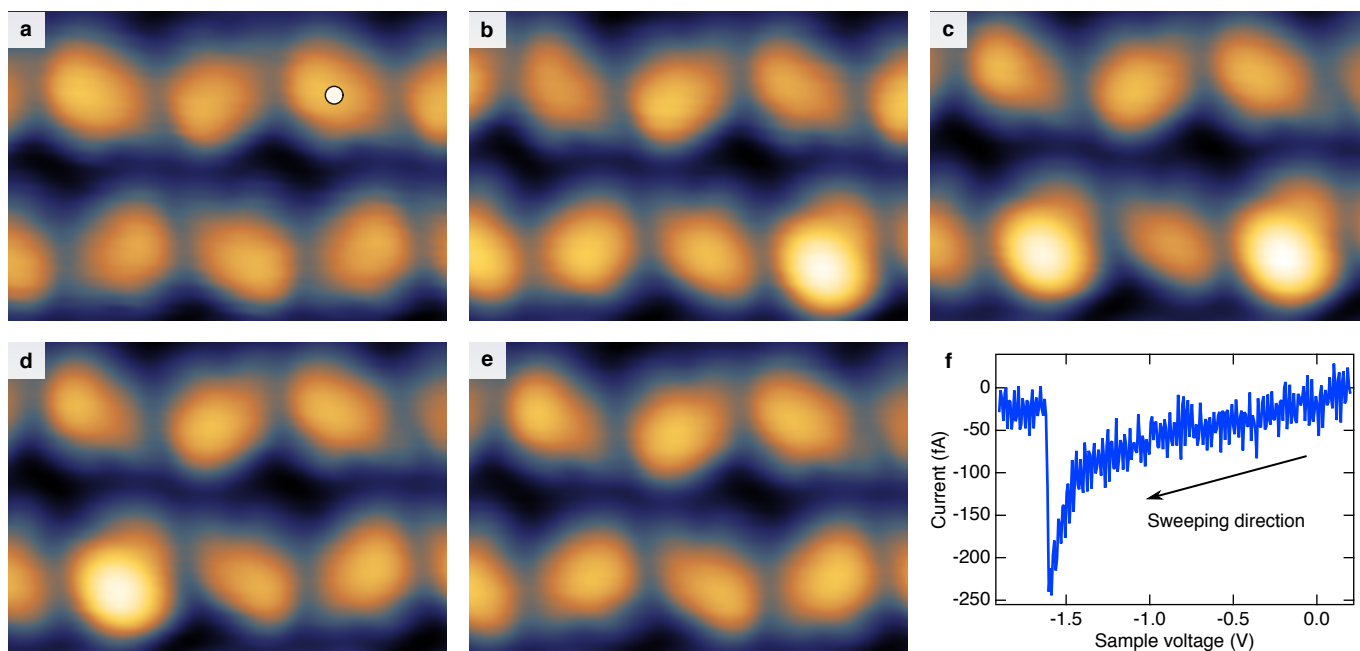 a
b
c
d
e
f
0
-50
-100
-150
-200
-250
Current (fA)
Sweeping direction
-1.5
-1.0
-0.5
0.0
Sample voltage (V)